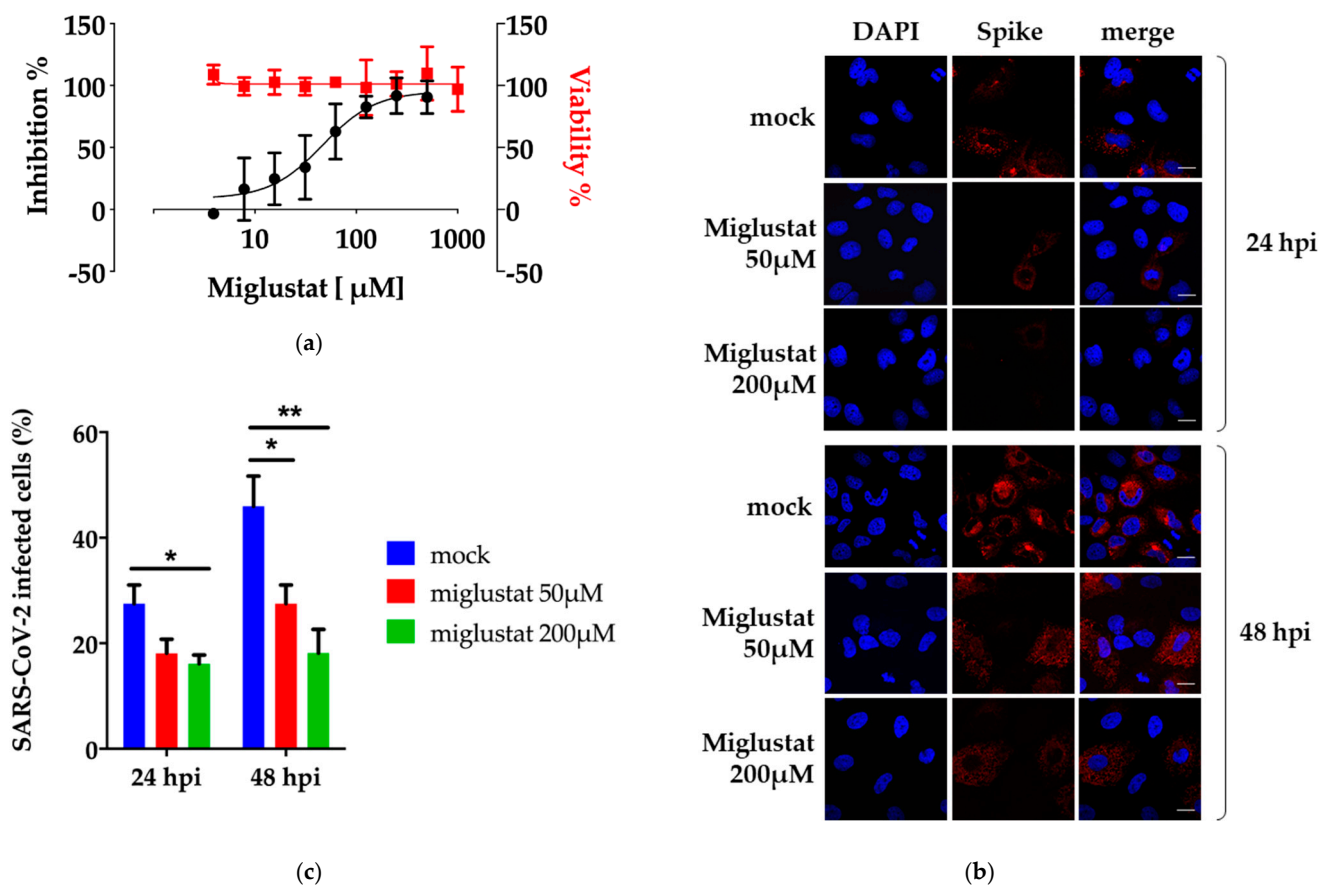 150
100
50
0
-50
Inhibition %
150
100
50
0
-50
Viability %
10 100 1000
Miglustat [ μM]
(a)
DAPI Spike merge
mock
Miglustat
50μM
Miglustat
200μM
24 hpi
mock
Miglustat
50μM
Miglustat
200μM
48 hpi
(b)
SARS-CoV-2 infected cells (%)
60
40
20
0
*
*
**
24 hpi 48 hpi
mock
miglustat 50μM
miglustat 200μM
(c)